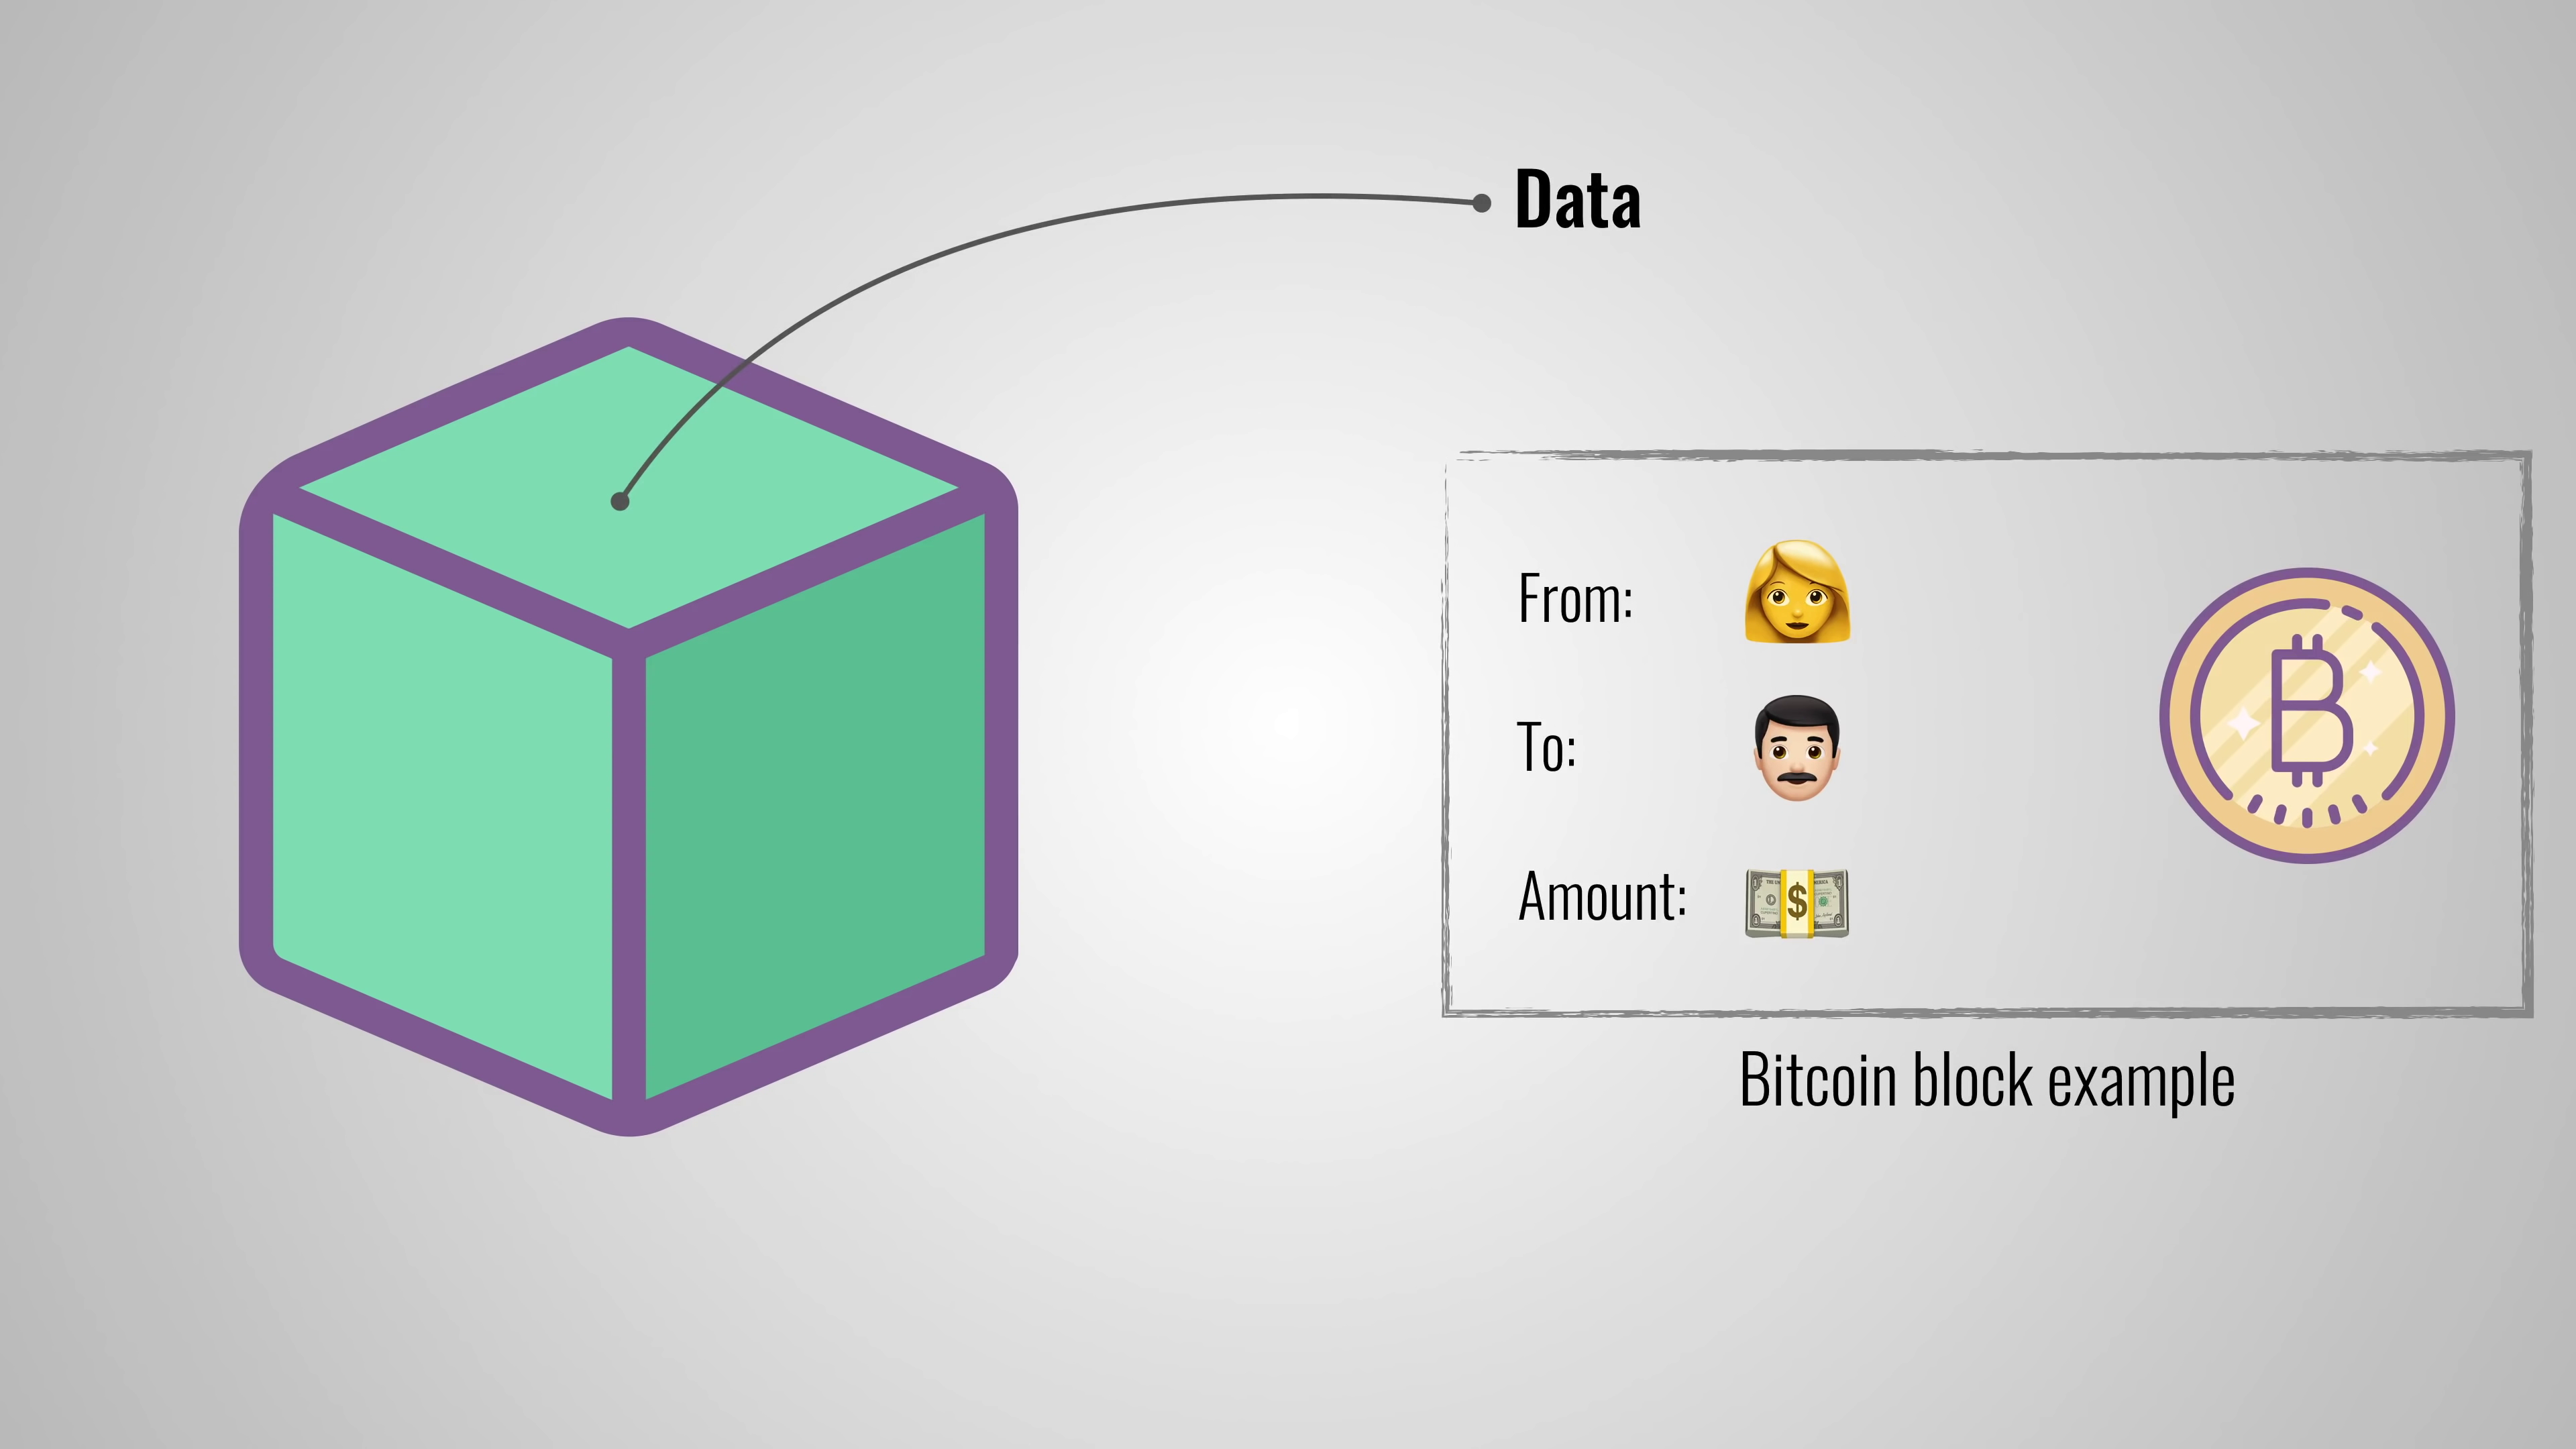 Data
From:
To:
Amount:
$
Bitcoin block example